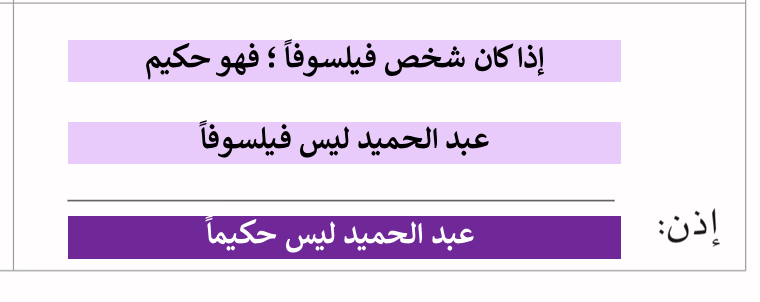 إذا كان شخص فيلسوفاً ؛ فهو حكيم
عبد الحميد ليس فيلسوفاً
إذن:
عبد الحميد ليس حكيماً